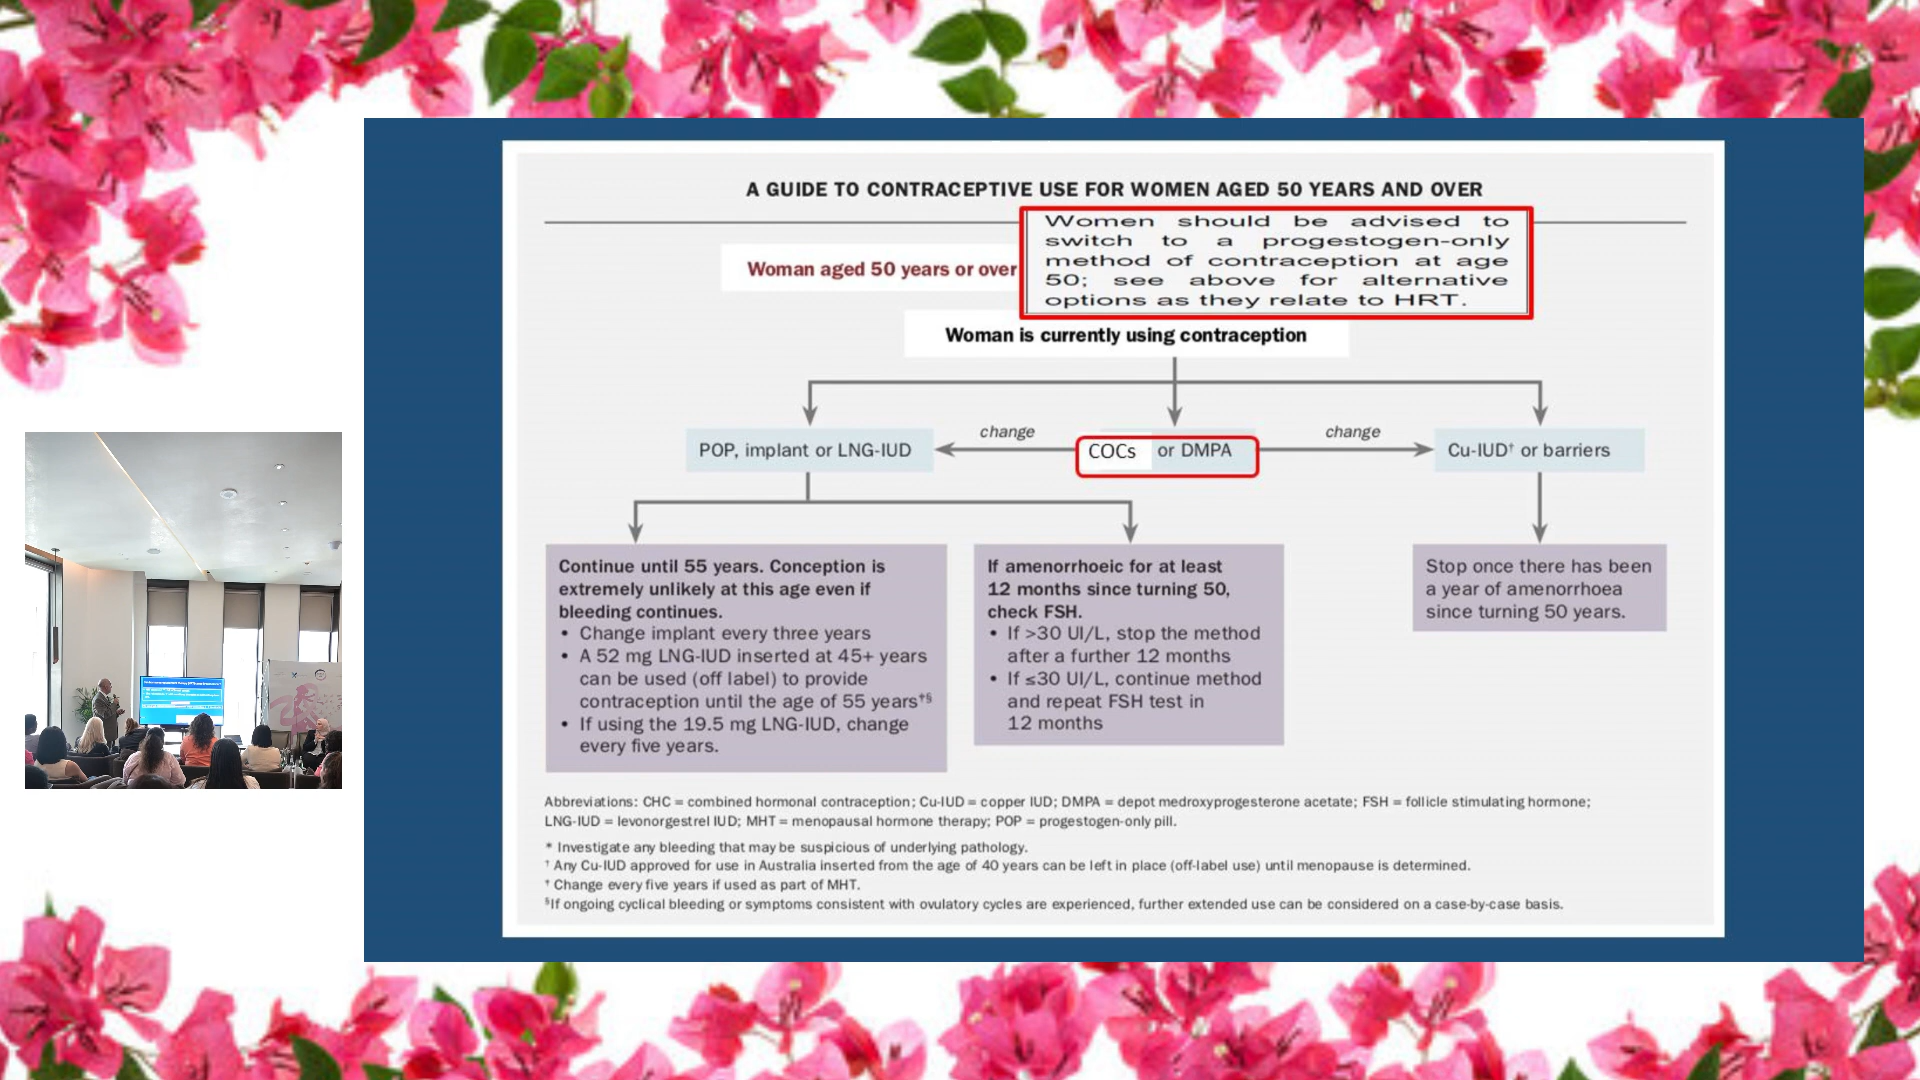 A GUIDE TO CONTRACEPTIVE USE FOR WOMEN AGED 50 YEARS AND OVER
Women should be advised to
switch to a progestogen-only
method of contraception at age
50; see above for alternative
options as they relate to HRT.
Woman aged 50 years or over
Woman is currently using contraception
POP, implant or LNG-IUD
change
COCs or DMPA
change
Cu-IUD† or barriers
Continue until 55 years. Conception is
extremely unlikely at this age even if
bleeding continues.
• Change implant every three years
• A 52 mg LNG-IUD inserted at 45+ years
can be used (off label) to provide
contraception until the age of 55 years†§
• If using the 19.5 mg LNG-IUD, change
every five years.
If amenorrhoeic for at least
12 months since turning 50,
check FSH.
• If >30 UI/L, stop the method
after a further 12 months
• If ≤30 UI/L, continue method
and repeat FSH test in
12 months
Stop once there has been
a year of amenorrhoea
since turning 50 years.
Abbreviations: CHC = combined hormonal contraception; Cu-IUD = copper IUD; DMPA = depot medroxyprogesterone acetate; FSH = follicle stimulating hormone;
LNG-IUD = levonorgestrel IUD; MHT = menopausal hormone therapy; POP = progestogen-only pill.
* Investigate any bleeding that may be suspicious of underlying pathology.
† Any Cu-IUD approved for use in Australia inserted from the age of 40 years can be left in place (off-label use) until menopause is determined.
† Change every five years if used as part of MHT.
§If ongoing cyclical bleeding or symptoms consistent with ovulatory cycles are experienced, further extended use can be considered on a case-by-case basis.